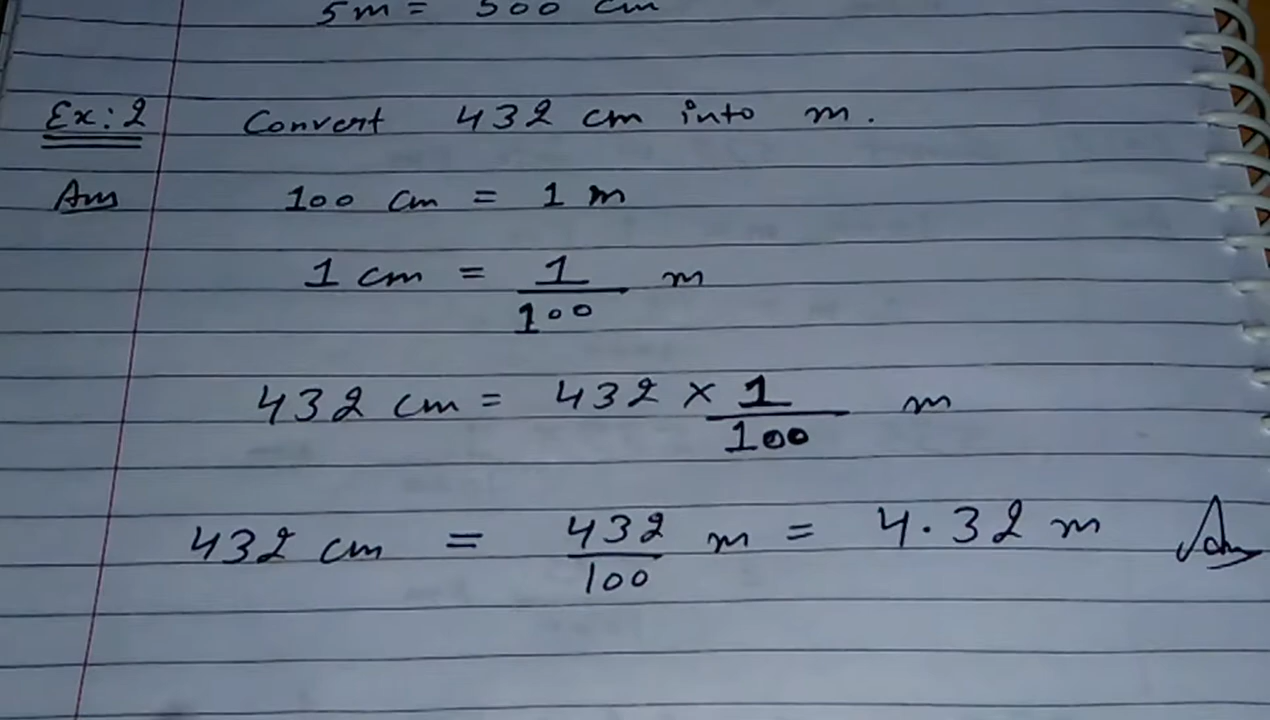 5m = 500 cm
Ex:2 Convert 432 cm into m.
Ans 100 cm = 1 m
1 cm = 1/100 m
432 cm = 432 × 1/100 m
432 cm = 432/100 m = 4.32 m Ans